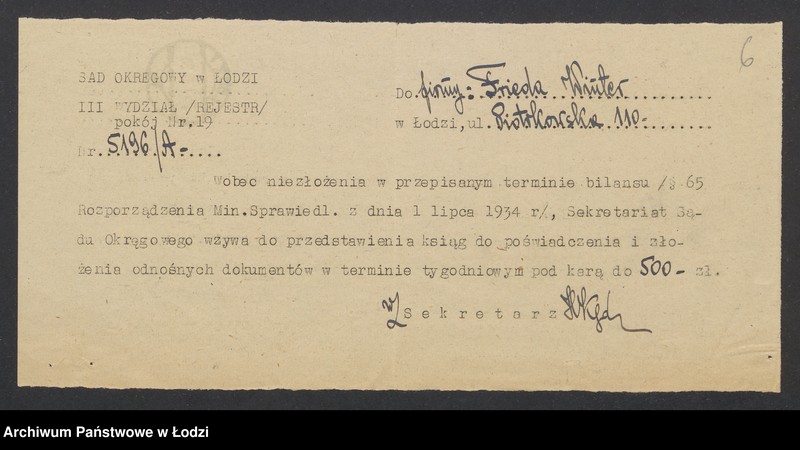 6
SAD OKREGOWY w ŁODZI
III WYDZIAŁ /REJESTR/
pokój Nr.19
Nr. 5196/A-
Do firmy: Frieda Winter
w Łodzi, ul. Piotrkowska 110-
Wobec niezłożenia w przepisanym terminie bilansu /§ 65
Rozporządzenia Min.Sprawiedl. z dnia 1 lipca 1934 r/, Sekretariat Są-
du Okręgowego wzywa do przedstawienia ksiąg do poświadczenia i zło-
żenia odnośnych dokumentów w terminie tygodniowym pod karą do 500- zł.
Sekretarz
Archiwum Państwowe w Łodzi